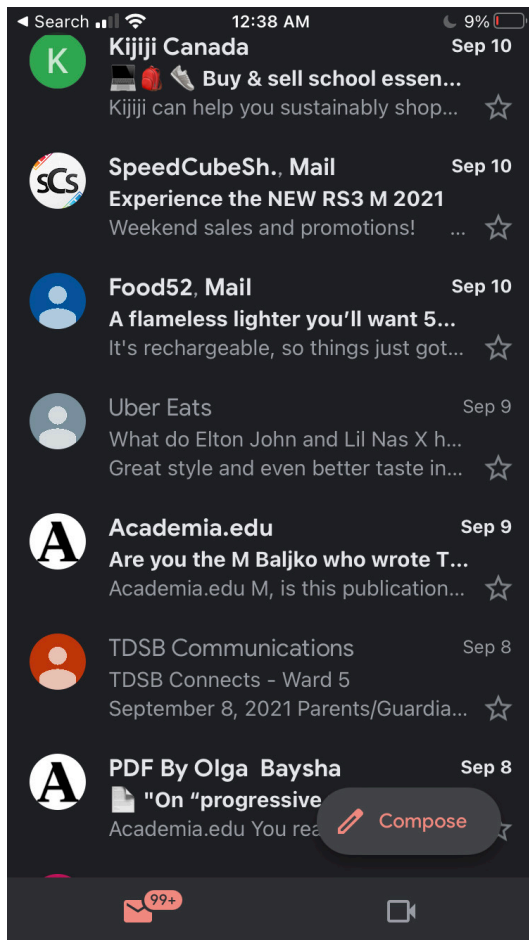 ◀ Search 12:38 AM 9%
K Kijiji Canada Sep 10
Buy & sell school essen...
Kijiji can help you sustainably shop...
SCS SpeedCubeSh., Mail Sep 10
Experience the NEW RS3 M 2021
Weekend sales and promotions! ...
Food52, Mail Sep 10
A flameless lighter you’ll want 5...
It's rechargeable, so things just got...
Uber Eats Sep 9
What do Elton John and Lil Nas X h...
Great style and even better taste in...
A Academia.edu Sep 9
Are you the M Baljko who wrote T...
Academia.edu M, is this publication...
TDSB Communications Sep 8
TDSB Connects - Ward 5
September 8, 2021 Parents/Guardia...
A PDF By Olga Baysha Sep 8
"On “progressive
Academia.edu You rea
Compose
99+